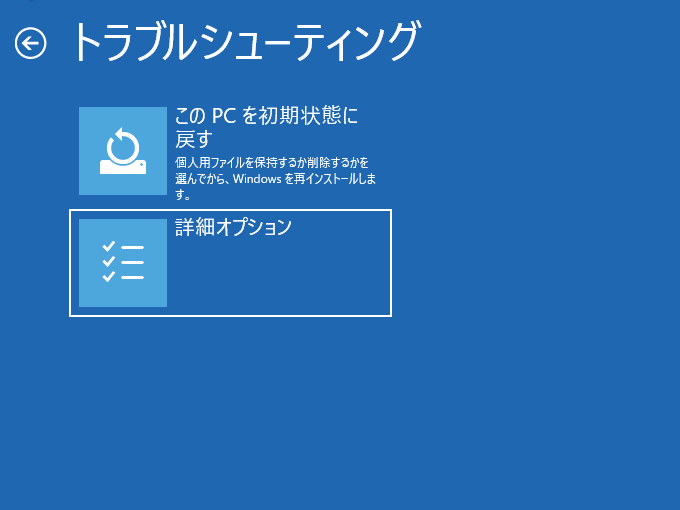 トラブルシューティング
この PC を初期状態に
戻す
個人用ファイルを保持するか削除するかを
選んでから、Windows を再インストールしま
す。
詳細オプション